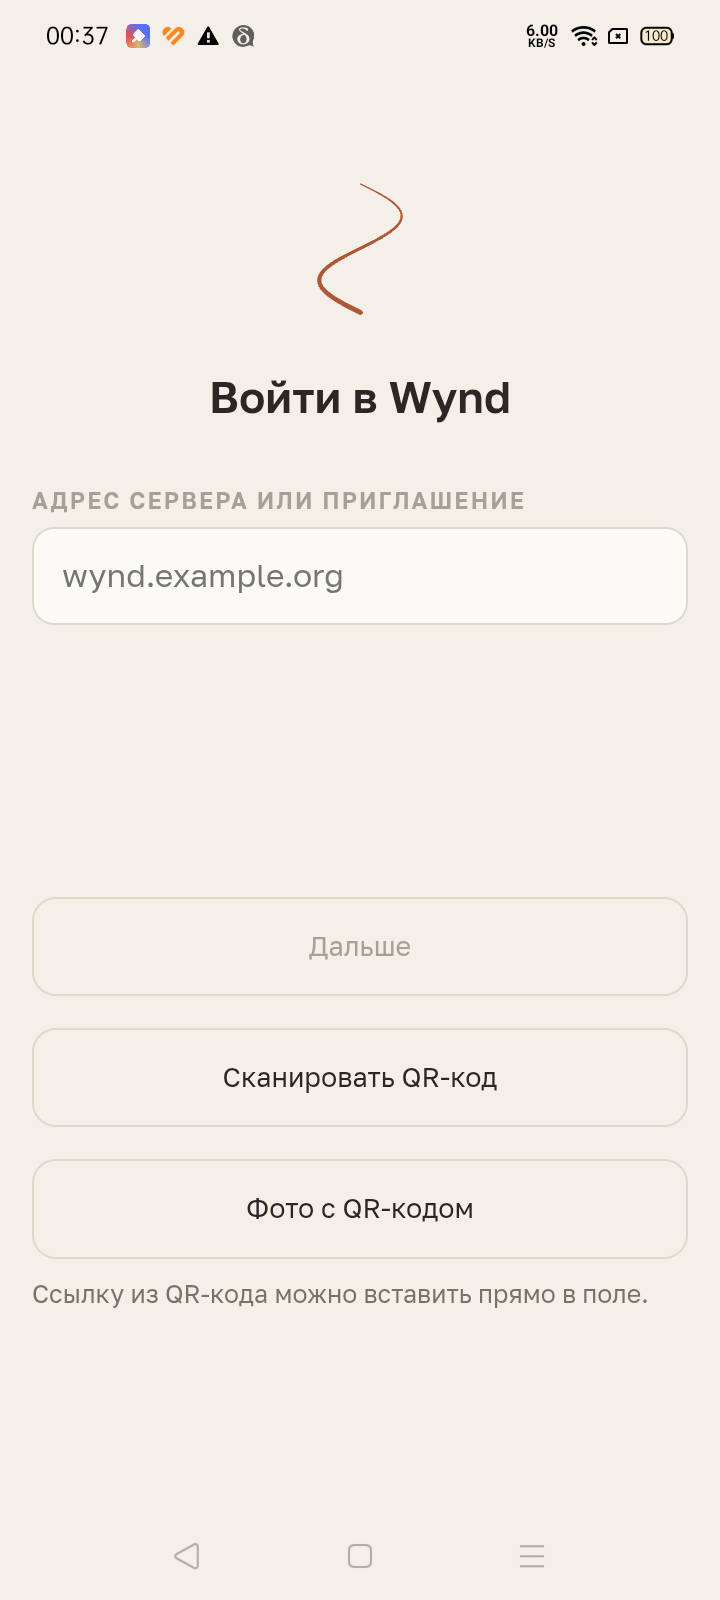 00:37
6.00
KB/S
100
Войти в Wynd
АДРЕС СЕРВЕРА ИЛИ ПРИГЛАШЕНИЕ
wynd.example.org
Дальше
Сканировать QR-код
Фото с QR-кодом
Ссылку из QR-кода можно вставить прямо в поле.